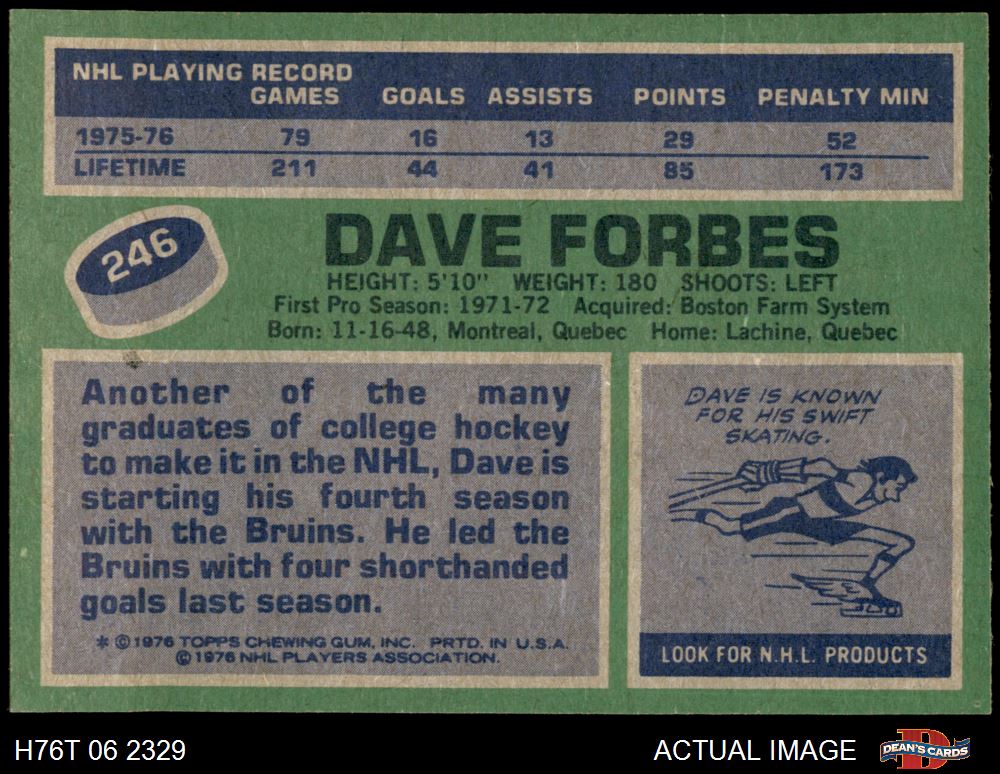 NHL PLAYING RECORD
GAMES GOALS ASSISTS POINTS PENALTY MIN
1975-76 79 16 13 29 52
LIFETIME 211 44 41 85 173
246
DAVE FORBES
HEIGHT: 5'10" WEIGHT: 180 SHOOTS: LEFT
First Pro Season: 1971-72 Acquired: Boston Farm System
Born: 11-16-48, Montreal, Quebec Home: Lachine, Quebec
Another of the many
graduates of college hockey
to make it in the NHL, Dave is
starting his fourth season
with the Bruins. He led the
Bruins with four shorthanded
goals last season.
* © 1976 TOPPS CHEWING GUM, INC. PRTD. IN U.S.A.
© 1976 NHL PLAYERS ASSOCIATION.
DAVE IS KNOWN
FOR HIS SWIFT
SKATING.
LOOK FOR N.H.L. PRODUCTS
H76T 06 2329
ACTUAL IMAGE
DEAN'S CARDS